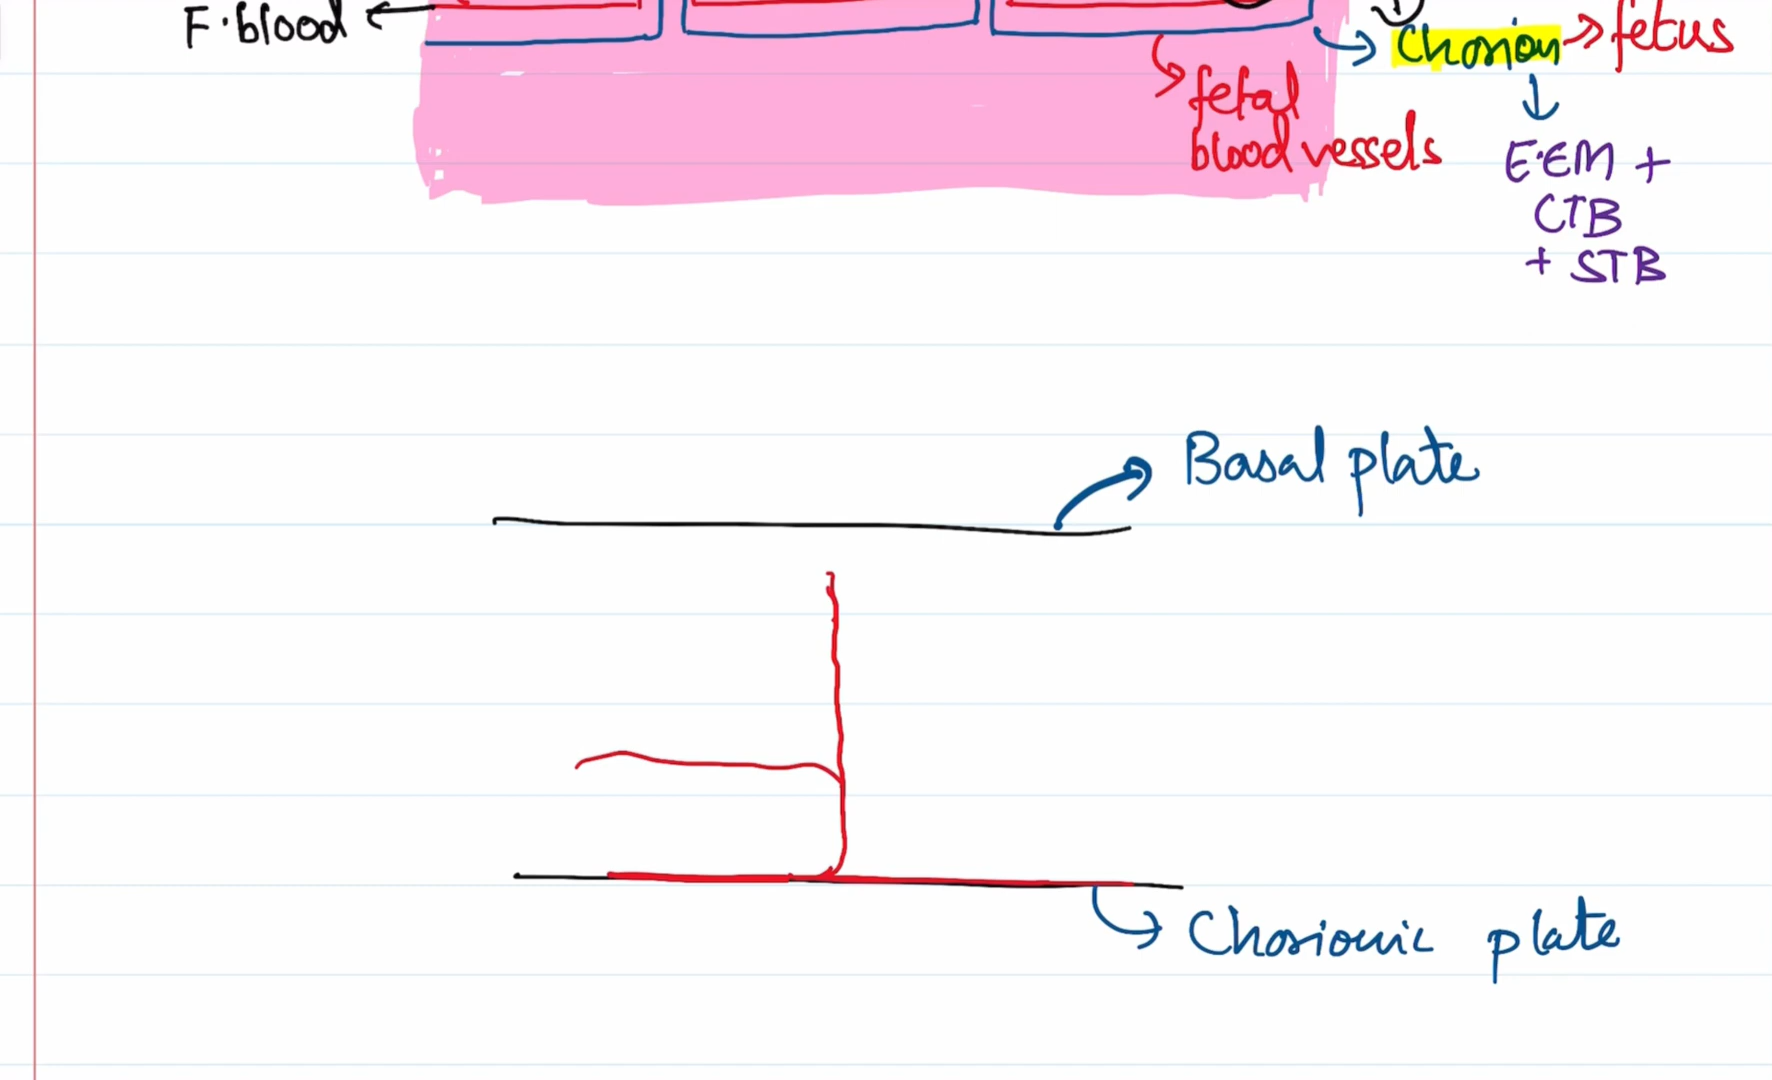 F. blood
Chorion
fetus
fetal
blood vessels
E.EM +
CTB
+ STB
Basal plate
Chorionic plate